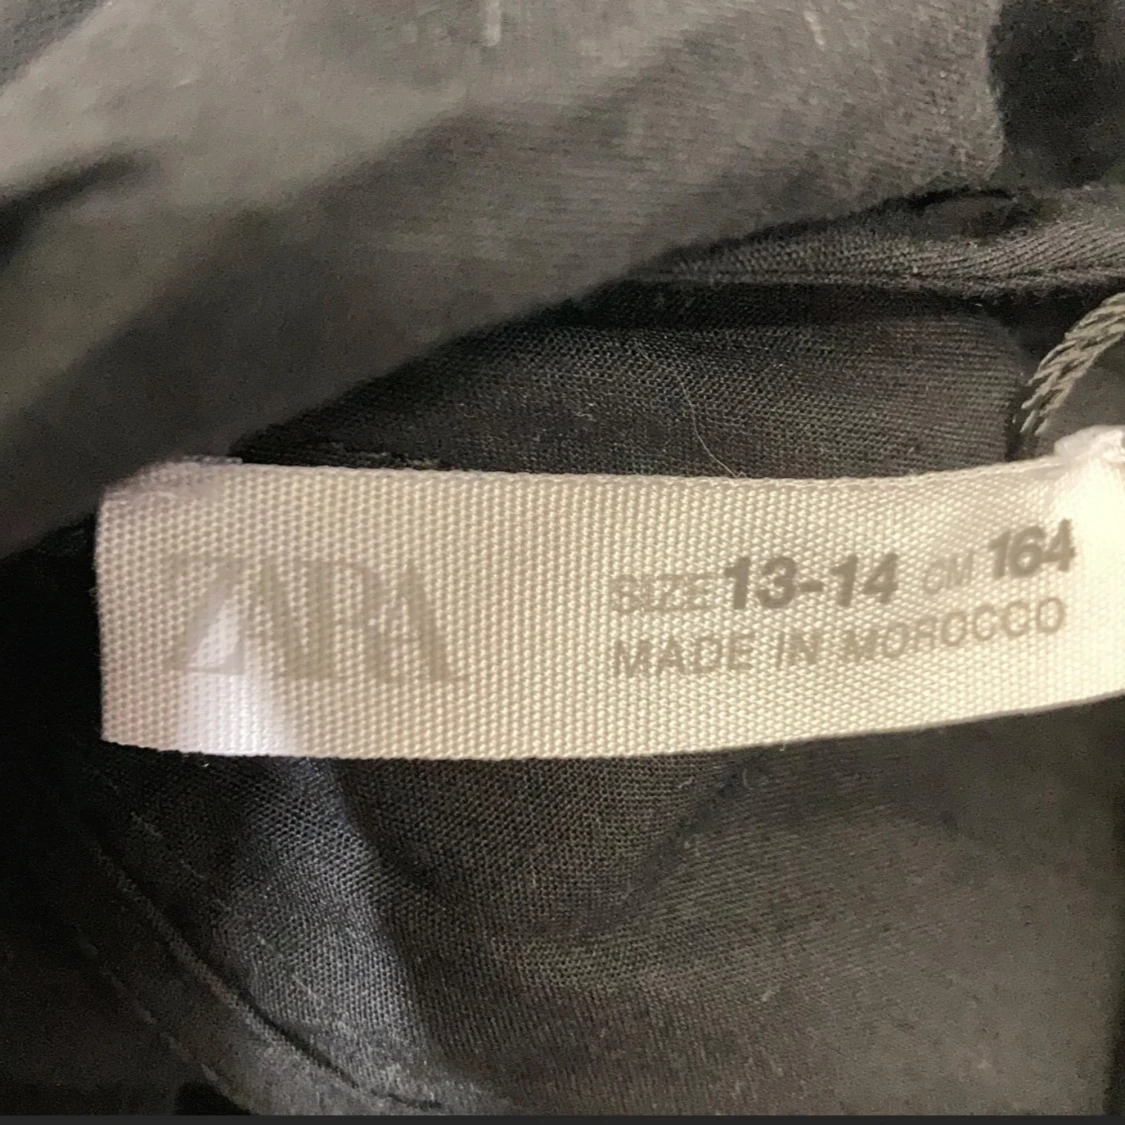 ZARA
SIZE 13-14 CM 164
MADE IN MOROCCO